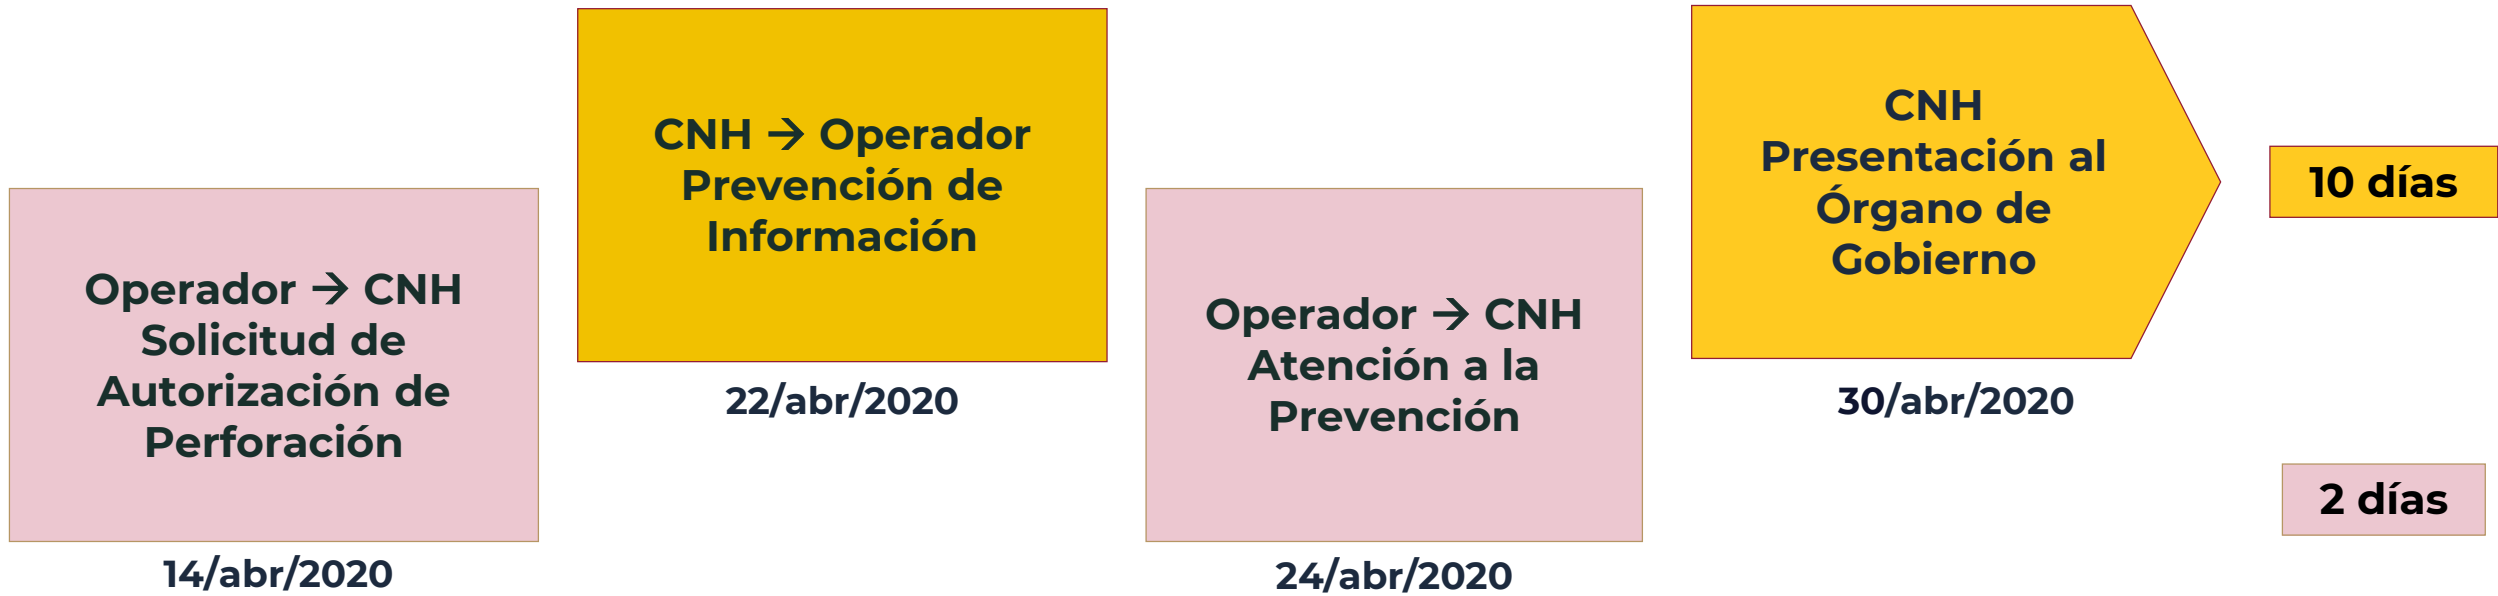 Operador → CNH
Solicitud de
Autorización de
Perforación
14/abr/2020
CNH → Operador
Prevención de
Información
22/abr/2020
Operador → CNH
Atención a la
Prevención
24/abr/2020
CNH
Presentación al
Órgano de
Gobierno
30/abr/2020
10 días
2 días